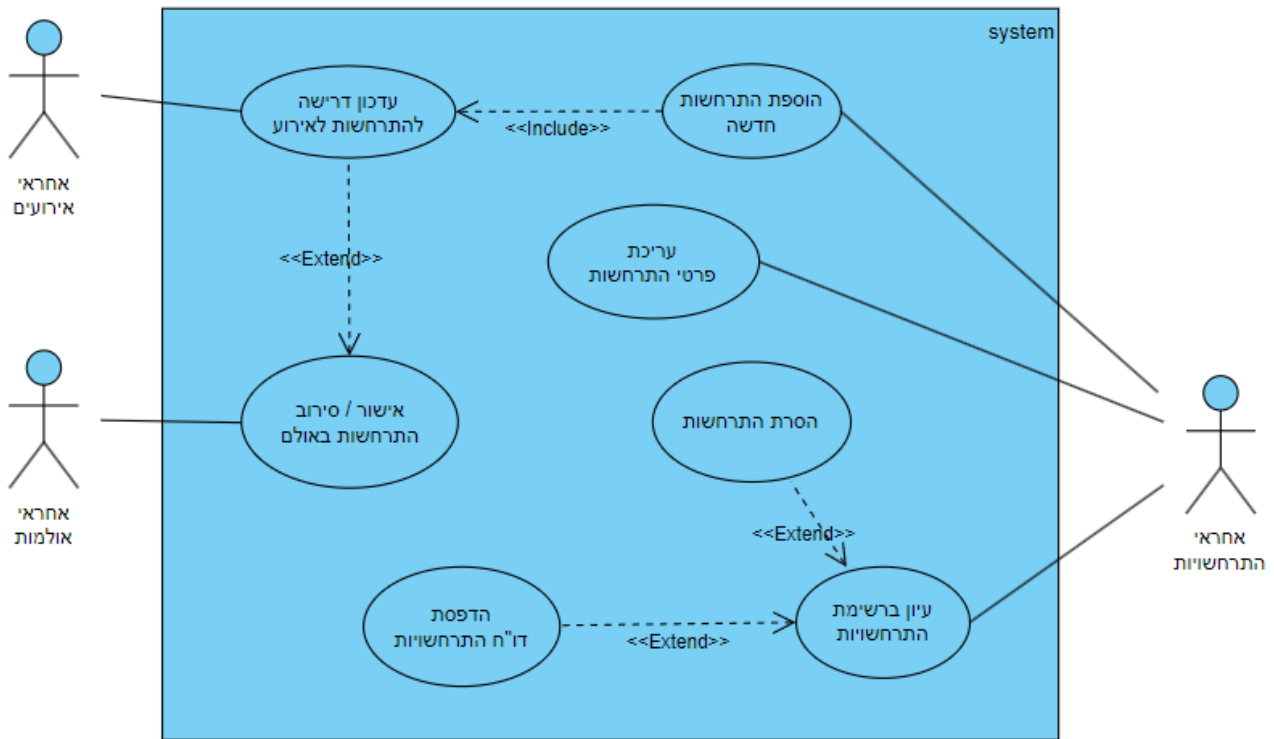 system
עדכון דרישה
להתרחשות לאירוע
<<Include>>
הוספת התרחשות
חדשה
אחראי
אירועים
<<Extend>>
עריכת
פרטי התרחשות
אישור / סירוב
התרחשות באולם
אחראי
אולמות
הסרת התרחשות
<<Extend>>
אחראי
התרחשויות
הדפסת
דו"ח התרחשויות
<<Extend>>
עיון ברשימת
התרחשויות